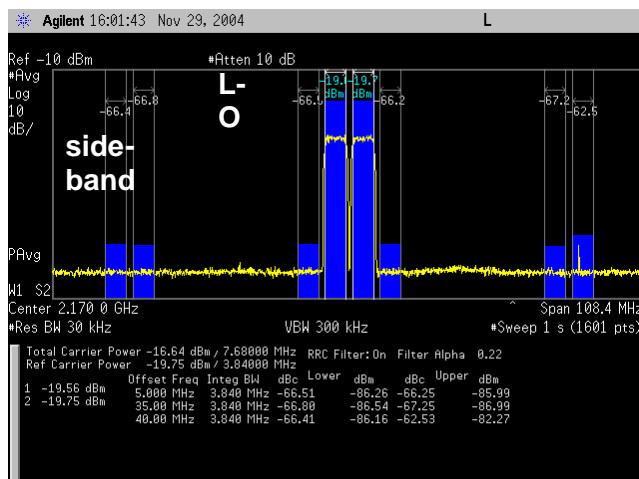 Agilent 16:01:43 Nov 29, 2004 L
Ref -10 dBm #Atten 10 dB
#Avg
Log
10
dB/
-66.4
-66.8
L-
O
-19.7
dBm
dBm
-66.2
-67.2
-62.5
side-
band
PAvg
W1 S2
Center 2.170 0 GHz ^ Span 108.4 MHz
#Res BW 30 kHz VBW 300 kHz #Sweep 1 s (1601 pts)
Total Carrier Power -16.64 dBm / 7.68000 MHz RRC Filter: On Filter Alpha 0.22
Ref Carrier Power -19.75 dBm / 3.84000 MHz
Lower Upper
Offset Freq Integ BW dBc dBm dBc dBm
1 -19.56 dBm 5.000 MHz 3.840 MHz -66.51 -86.26 -66.25 -85.99
2 -19.75 dBm 35.00 MHz 3.840 MHz -66.80 -86.54 -67.25 -86.99
40.00 MHz 3.840 MHz -66.41 -86.16 -62.53 -82.27